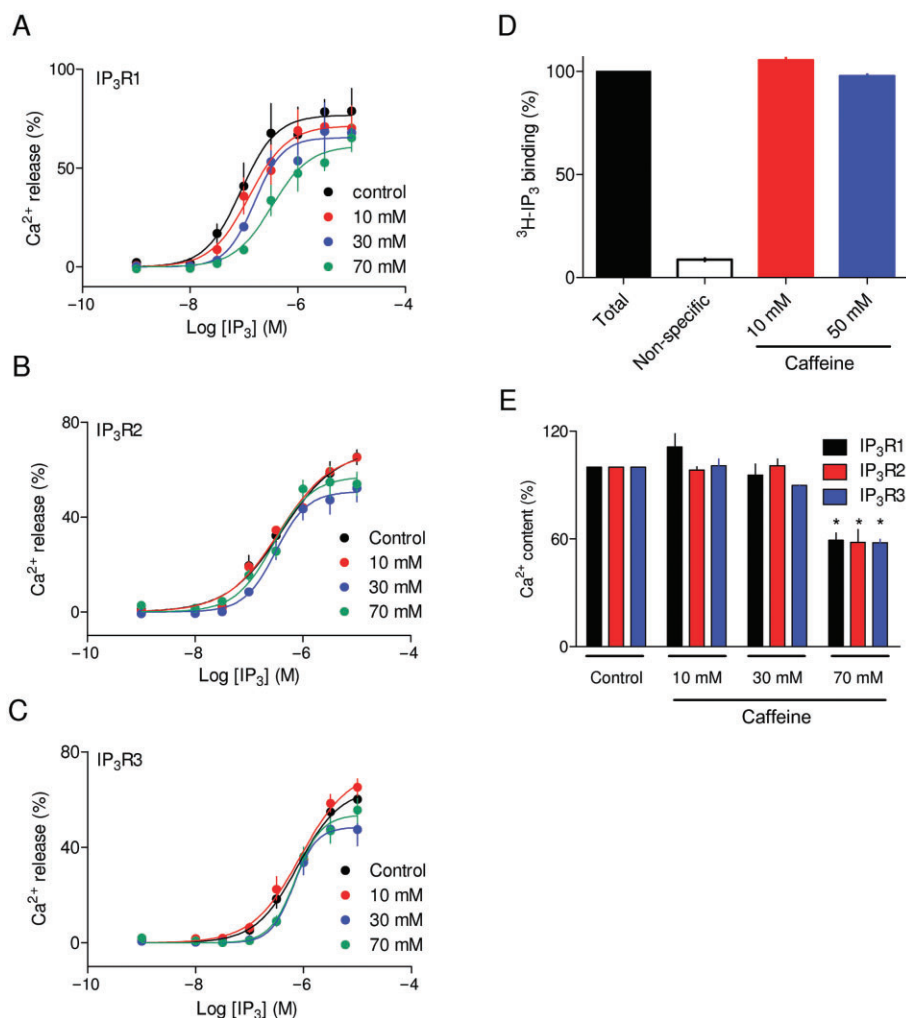 A
IP₃R1
100
50
0
Ca²⁺ release (%)
control
10 mM
30 mM
70 mM
−10 −8 −6 −4
Log [IP₃] (M)
B
IP₃R2
80
40
0
Ca²⁺ release (%)
Control
10 mM
30 mM
70 mM
−10 −8 −6 −4
Log [IP₃] (M)
C
IP₃R3
80
40
0
Ca²⁺ release (%)
Control
10 mM
30 mM
70 mM
−10 −8 −6 −4
Log [IP₃] (M)
D
100
50
0
³H-IP₃ binding (%)
Total
Non-specific
10 mM
50 mM
Caffeine
E
120
60
0
Ca²⁺ content (%)
IP₃R1
IP₃R2
IP₃R3
* * *
Control 10 mM 30 mM 70 mM
Caffeine